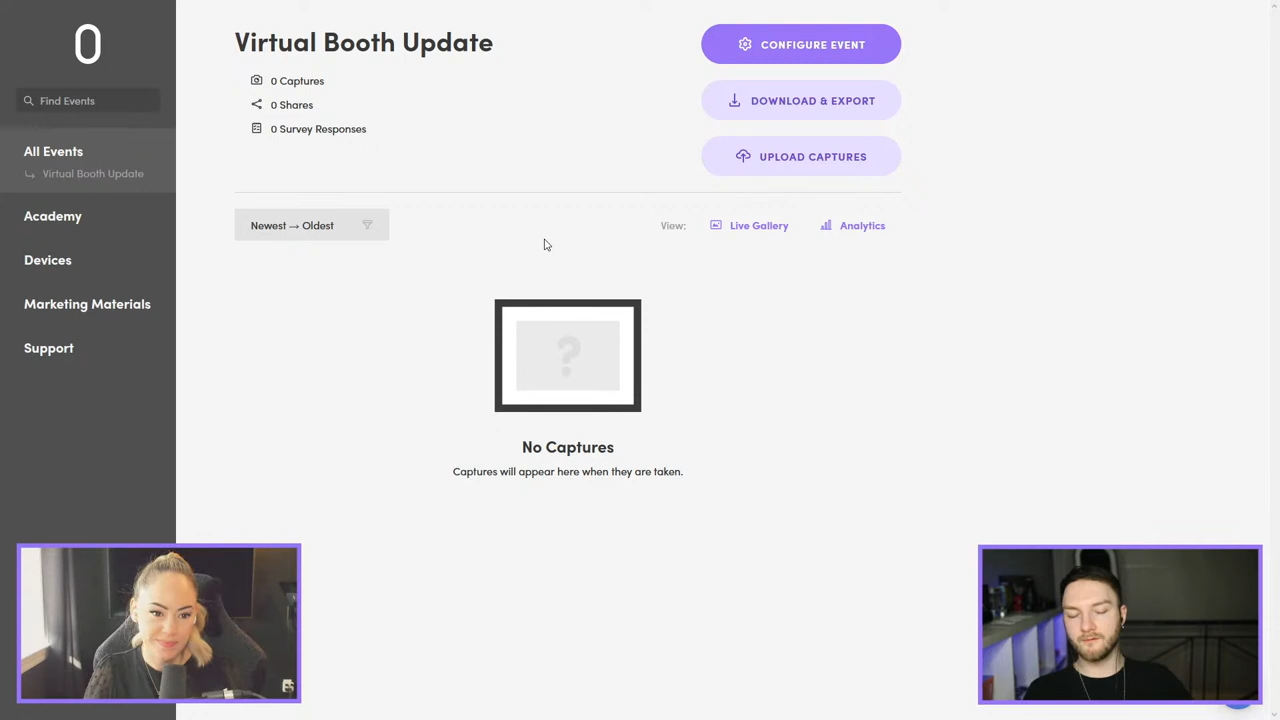 Virtual Booth Update
CONFIGURE EVENT
0 Captures
0 Shares
0 Survey Responses
DOWNLOAD & EXPORT
UPLOAD CAPTURES
Find Events
All Events
Virtual Booth Update
Academy
Devices
Marketing Materials
Support
Newest → Oldest
View:
Live Gallery
Analytics
?
No Captures
Captures will appear here when they are taken.